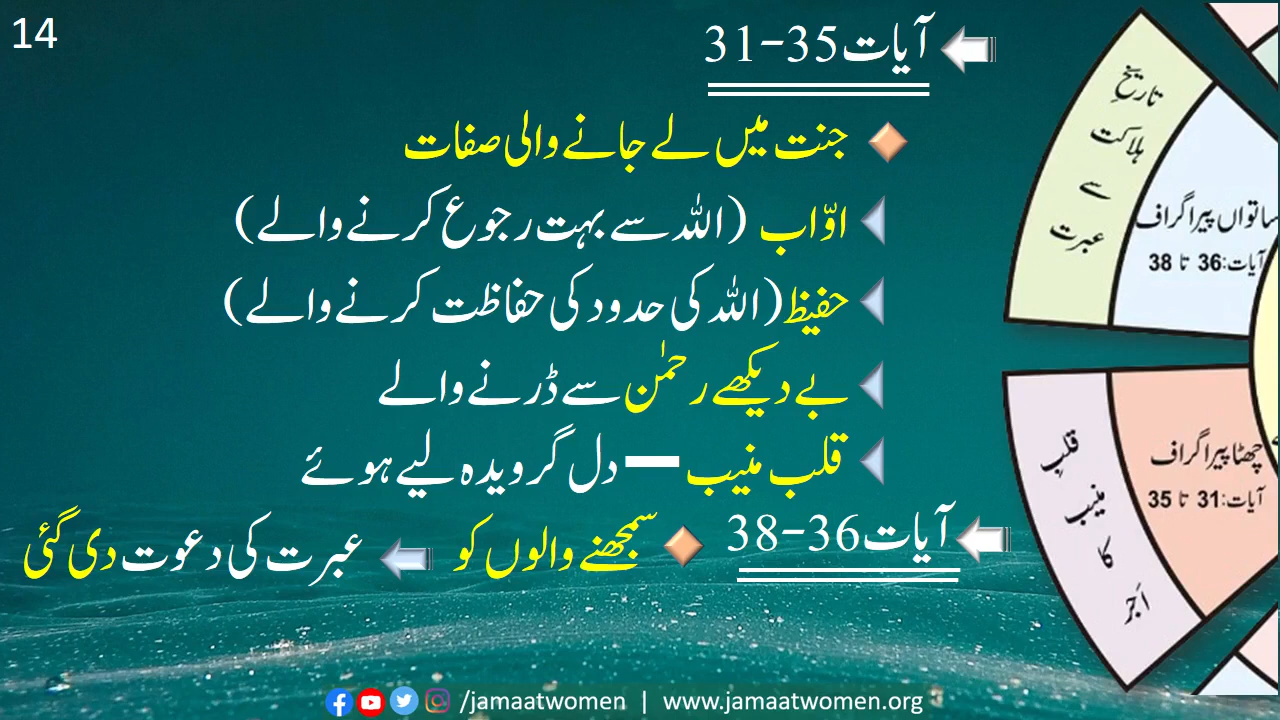 14
آیات 35-31
جنت میں لے جانے والی صفات
اوّاب (اللہ سے بہت رجوع کرنے والے)
حفیظ (اللہ کی حدود کی حفاظت کرنے والے)
بے دیکھے رحمٰن سے ڈرنے والے
قلب منیب — دل گرویدہ لیے ہوئے
آیات 36-38
سمجھنے والوں کو
عبرت کی دعوت دی گئی
تاریخِ
ہلاکت
سے
عبرت
ساتواں پیراگراف
آیات:36 تا 38
چھٹا پیراگراف
آیات:31 تا 35
قلبِ
منیب
کا
اَجر
/jamaatwomen | www.jamaatwomen.org